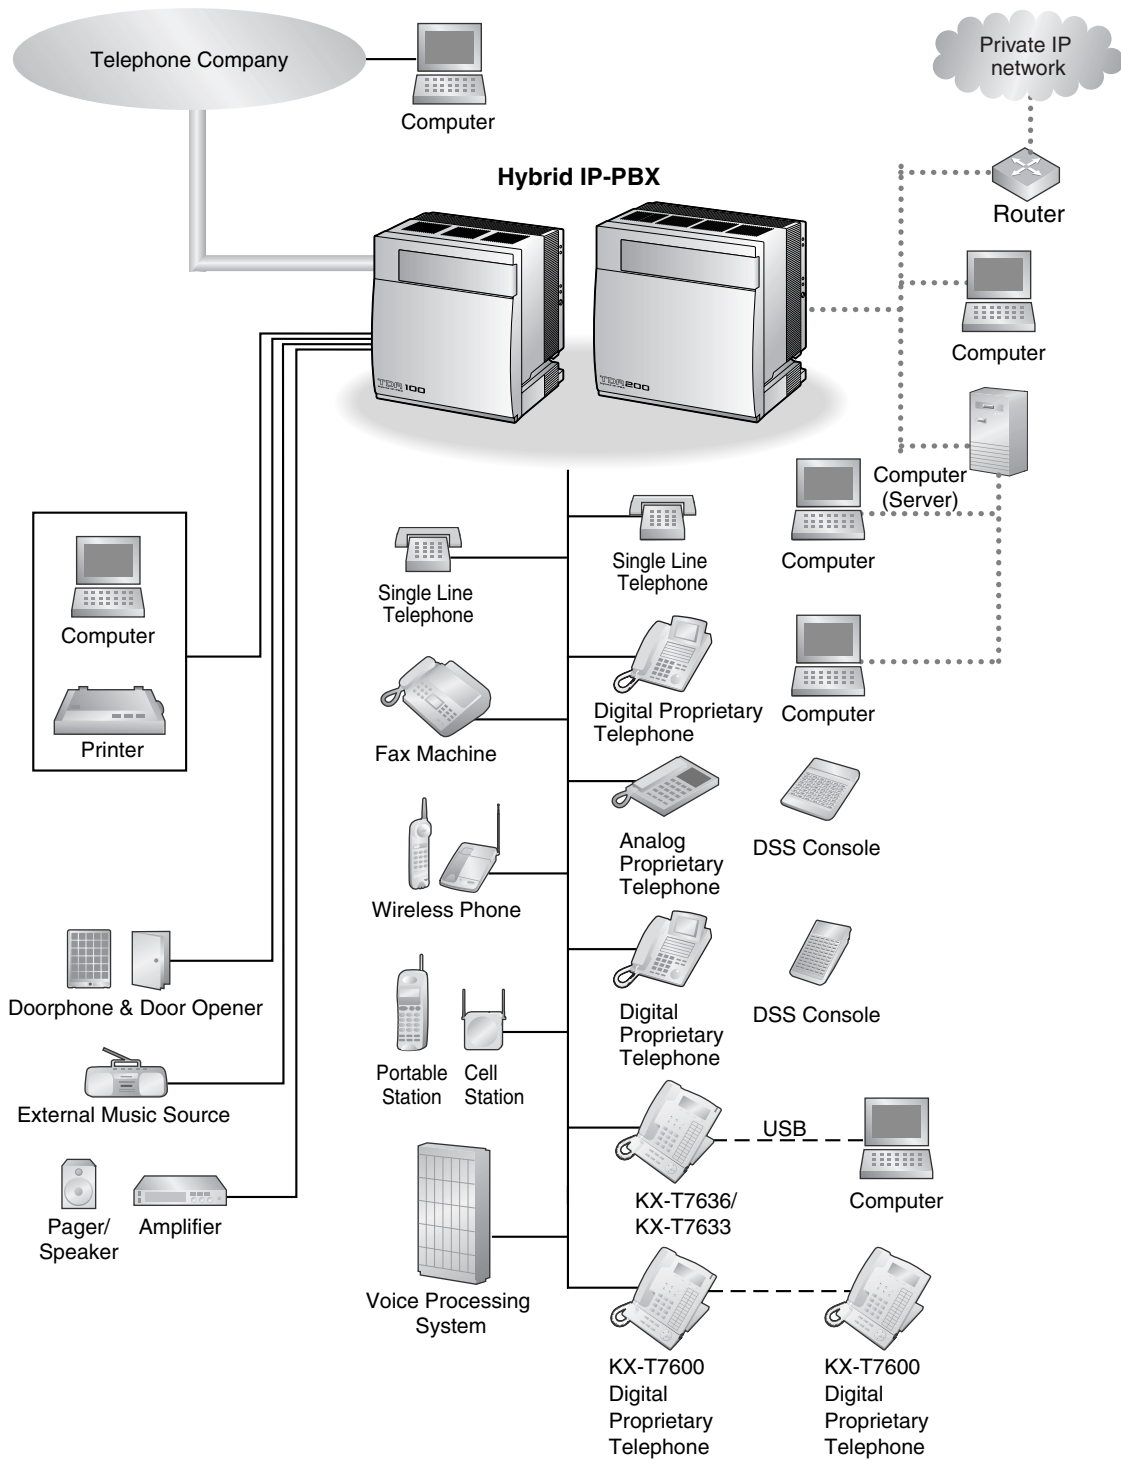 Telephone Company
Computer
Private IP
network
Hybrid IP-PBX
Router
Computer
TDA100
TDA200
Computer
(Server)
Single Line
Telephone
Computer
Single Line
Telephone
Computer
Printer
Digital Proprietary
Telephone
Computer
Fax Machine
Analog
Proprietary
Telephone
DSS Console
Wireless Phone
Doorphone & Door Opener
Digital
Proprietary
Telephone
DSS Console
Portable
Station
Cell
Station
External Music Source
USB
KX-T7636/
KX-T7633
Computer
Pager/
Speaker
Amplifier
Voice Processing
System
KX-T7600
Digital
Proprietary
Telephone
KX-T7600
Digital
Proprietary
Telephone